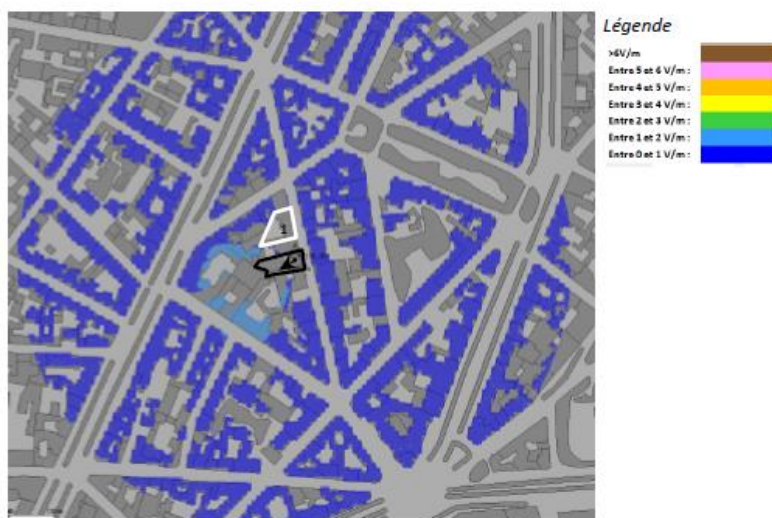 Légende
>6V/m
Entre 5 et 6 V/m :
Entre 4 et 5 V/m :
Entre 3 et 4 V/m :
Entre 2 et 3 V/m :
Entre 1 et 2 V/m :
Entre 0 et 1 V/m :
1